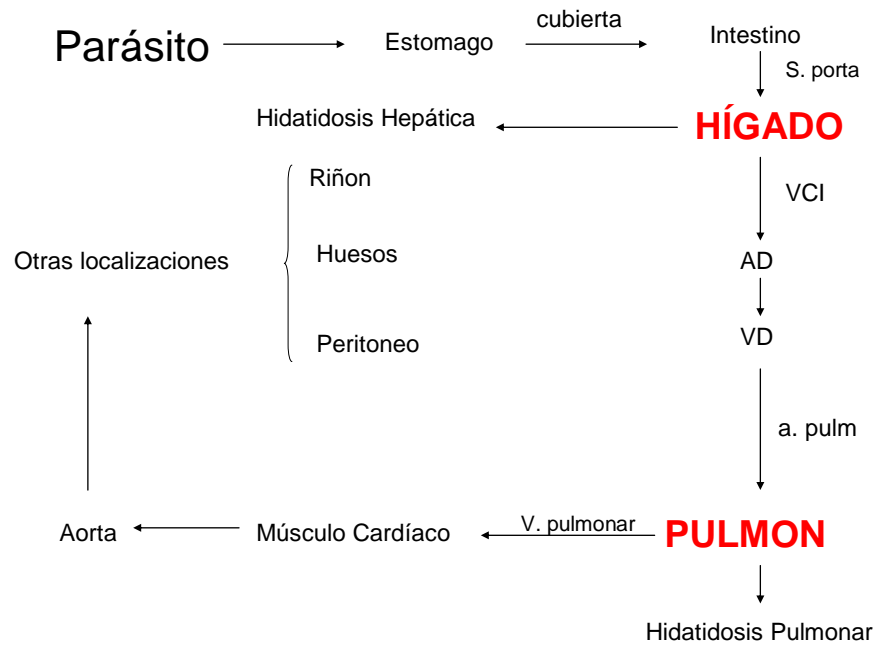 Parásito
Estomago
cubierta
Intestino
S. porta
HÍGADO
Hidatidosis Hepática
VCI
AD
VD
a. pulm
PULMON
Hidatidosis Pulmonar
V. pulmonar
Músculo Cardíaco
Aorta
Otras localizaciones
Riñon
Huesos
Peritoneo